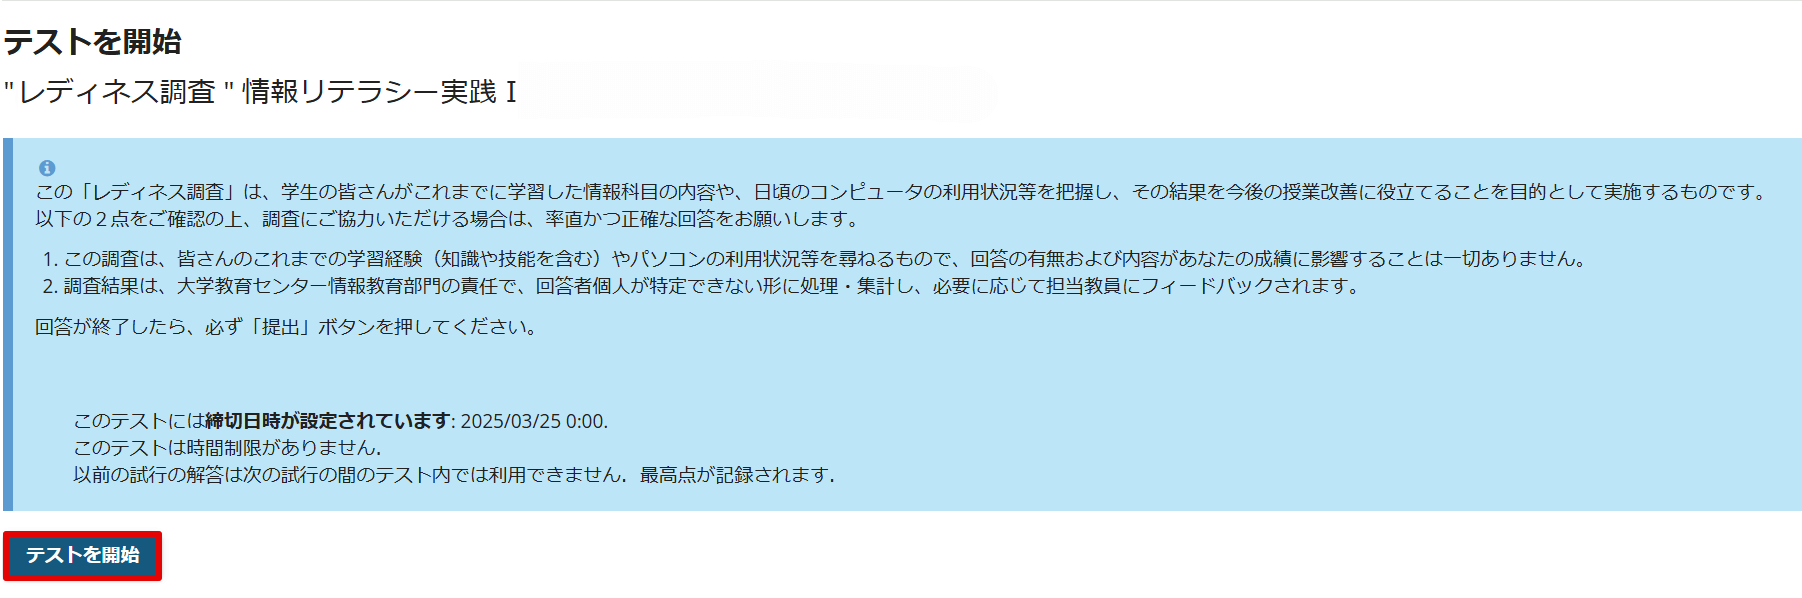 テストを開始
"レディネス調査 " 情報リテラシー実践 I
この「レディネス調査」は、学生の皆さんがこれまでに学習した情報科目の内容や、日頃のコンピュータの利用状況等を把握し、その結果を今後の授業改善に役立てることを目的として実施するものです。
以下の２点をご確認の上、調査にご協力いただける場合は、率直かつ正確な回答をお願いします。
1. この調査は、皆さんのこれまでの学習経験（知識や技能を含む）やパソコンの利用状況等を尋ねるもので、回答の有無および内容があなたの成績に影響することは一切ありません。
2. 調査結果は、大学教育センター情報教育部門の責任で、回答者個人が特定できない形に処理・集計し、必要に応じて担当教員にフィードバックされます。
回答が終了したら、必ず「提出」ボタンを押してください。
このテストには締切日時が設定されています: 2025/03/25 0:00.
このテストは時間制限がありません．
以前の試行の解答は次の試行の間のテスト内では利用できません．最高点が記録されます．
テストを開始